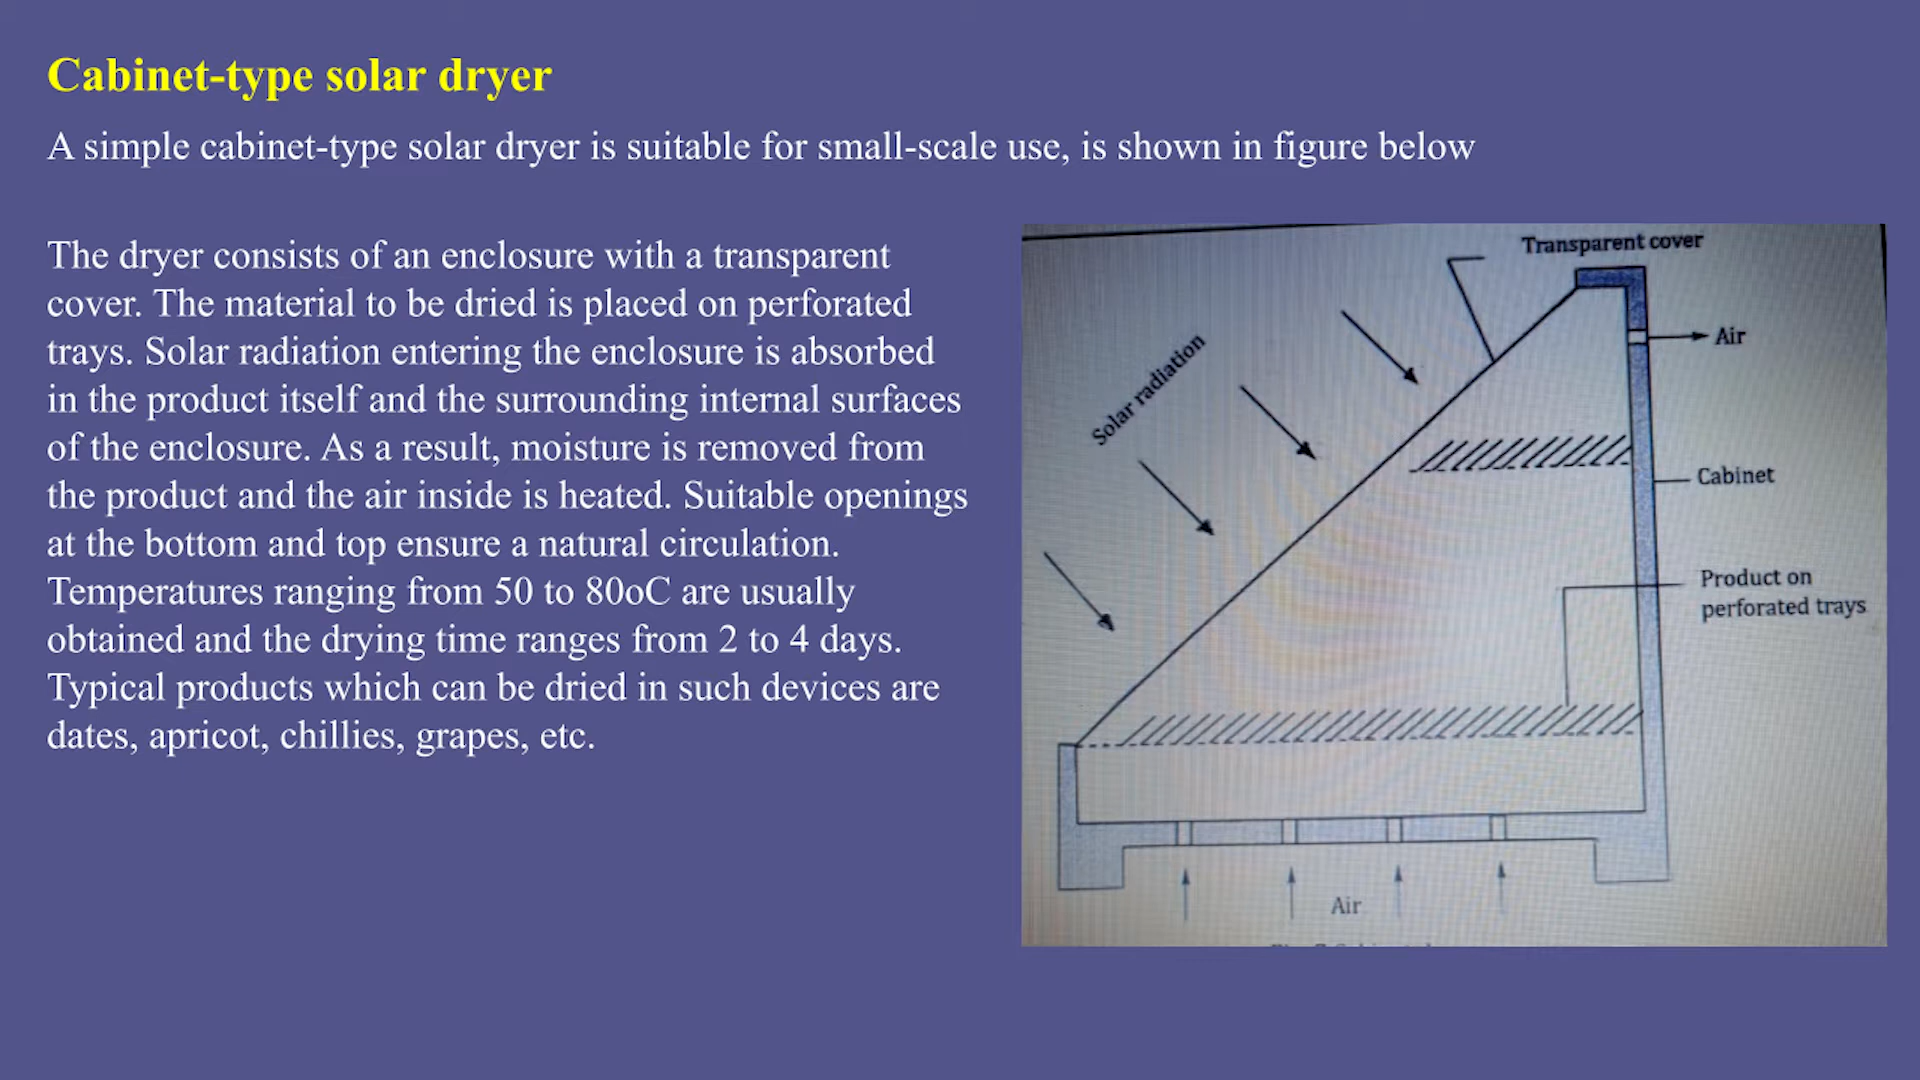 Cabinet-type solar dryer
A simple cabinet-type solar dryer is suitable for small-scale use, is shown in figure below
The dryer consists of an enclosure with a transparent
cover. The material to be dried is placed on perforated
trays. Solar radiation entering the enclosure is absorbed
in the product itself and the surrounding internal surfaces
of the enclosure. As a result, moisture is removed from
the product and the air inside is heated. Suitable openings
at the bottom and top ensure a natural circulation.
Temperatures ranging from 50 to 80oC are usually
obtained and the drying time ranges from 2 to 4 days.
Typical products which can be dried in such devices are
dates, apricot, chillies, grapes, etc.
Transparent cover
Air
Solar radiation
Cabinet
Product on
perforated trays
Air